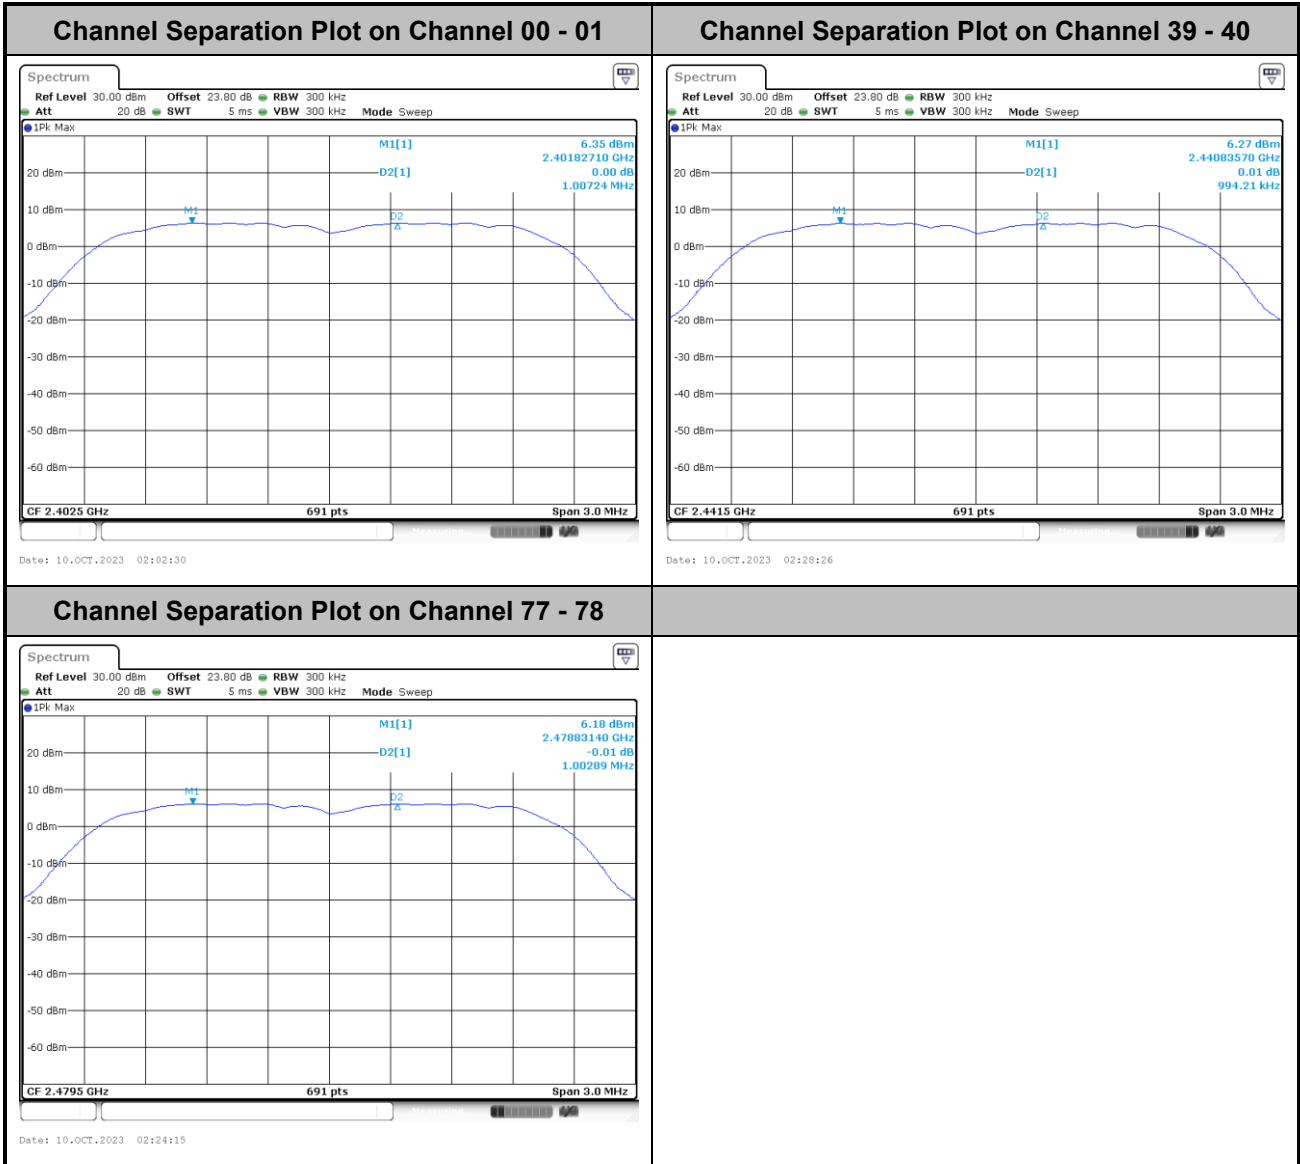 Channel Separation Plot on Channel 00 - 01
Spectrum
Ref Level 30.00 dBm Offset 23.80 dB RBW 300 kHz
Att 20 dB SWT 5 ms VBW 300 kHz Mode Sweep
1Pk Max
M1[1] 6.35 dBm
2.40182710 GHz
20 dBm D2[1] 0.00 dB
1.00724 MHz
10 dBm
M1
D2
0 dBm
-10 dBm
-20 dBm
-30 dBm
-40 dBm
-50 dBm
-60 dBm
CF 2.4025 GHz 691 pts Span 3.0 MHz
Date: 10.OCT.2023 02:02:30
Channel Separation Plot on Channel 39 - 40
Spectrum
Ref Level 30.00 dBm Offset 23.80 dB RBW 300 kHz
Att 20 dB SWT 5 ms VBW 300 kHz Mode Sweep
1Pk Max
M1[1] 6.27 dBm
2.44083570 GHz
20 dBm D2[1] 0.01 dB
994.21 kHz
10 dBm
M1
D2
0 dBm
-10 dBm
-20 dBm
-30 dBm
-40 dBm
-50 dBm
-60 dBm
CF 2.4415 GHz 691 pts Span 3.0 MHz
Date: 10.OCT.2023 02:28:26
Channel Separation Plot on Channel 77 - 78
Spectrum
Ref Level 30.00 dBm Offset 23.80 dB RBW 300 kHz
Att 20 dB SWT 5 ms VBW 300 kHz Mode Sweep
1Pk Max
M1[1] 6.18 dBm
2.47883140 GHz
20 dBm D2[1] -0.01 dB
1.00289 MHz
10 dBm
M1
D2
0 dBm
-10 dBm
-20 dBm
-30 dBm
-40 dBm
-50 dBm
-60 dBm
CF 2.4795 GHz 691 pts Span 3.0 MHz
Date: 10.OCT.2023 02:24:15